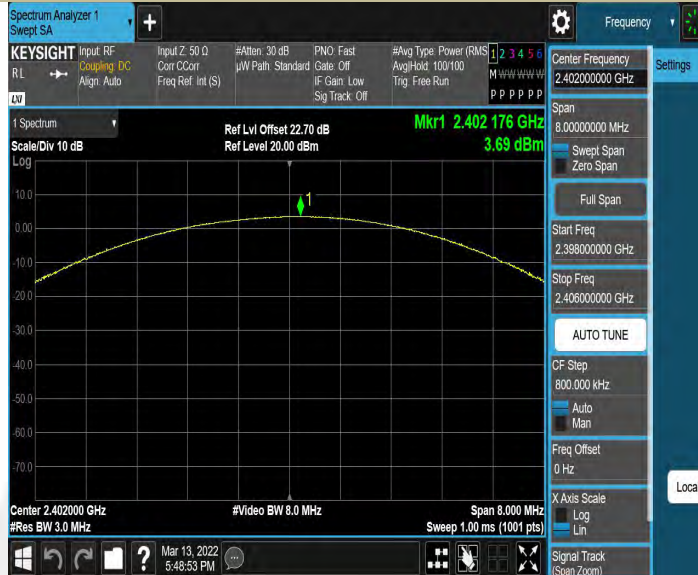 Spectrum Analyzer 1
Swept SA
Frequency
KEYSIGHT
RL
LXI
Input: RF
Coupling: DC
Align: Auto
Input Z: 50 Ω
Corr CCorr
Freq Ref: Int (S)
#Atten: 30 dB
µW Path: Standard
PNO: Fast
Gate: Off
IF Gain: Low
Sig Track: Off
#Avg Type: Power (RMS
Avg|Hold: 100/100
Trig: Free Run
1 2 3 4 5 6
M W W W W W
P P P P P P
1 Spectrum
Scale/Div 10 dB
Ref Lvl Offset 22.70 dB
Ref Level 20.00 dBm
Mkr1 2.402 176 GHz
3.69 dBm
Log
1
10.0
0.00
-10.0
-20.0
-30.0
-40.0
-50.0
-60.0
-70.0
Center 2.402000 GHz
#Res BW 3.0 MHz
#Video BW 8.0 MHz
Span 8.000 MHz
Sweep 1.00 ms (1001 pts)
Center Frequency
2.402000000 GHz
Settings
Span
8.00000000 MHz
Swept Span
Zero Span
Full Span
Start Freq
2.398000000 GHz
Stop Freq
2.406000000 GHz
AUTO TUNE
CF Step
800.000 kHz
Auto
Man
Freq Offset
0 Hz
X Axis Scale
Log
Lin
Loca
Signal Track
(Span Zoom)
?
Mar 13, 2022
5:48:53 PM